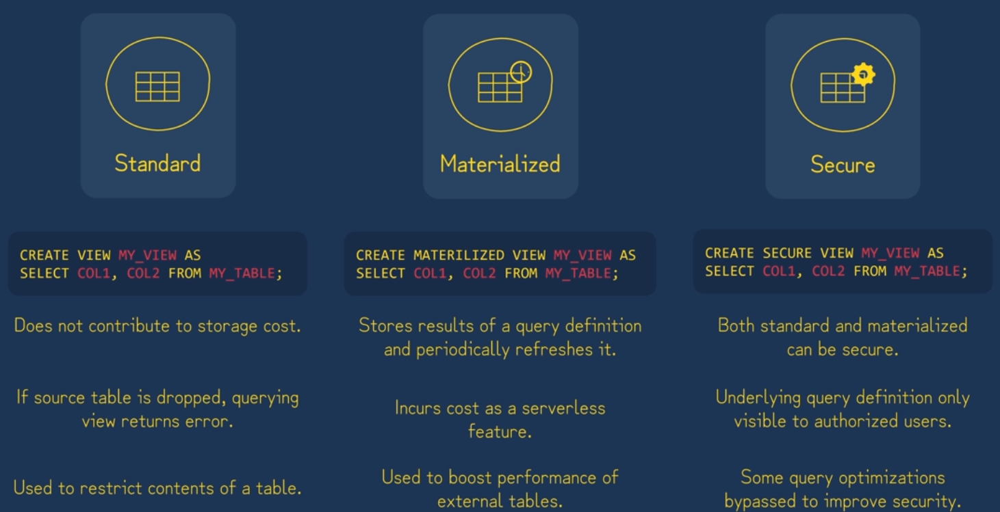 Standard
CREATE VIEW MY_VIEW AS
SELECT COL1, COL2 FROM MY_TABLE;
Does not contribute to storage cost.
If source table is dropped, querying
view returns error.
Used to restrict contents of a table.
Materialized
CREATE MATERILIZED VIEW MY_VIEW AS
SELECT COL1, COL2 FROM MY_TABLE;
Stores results of a query definition
and periodically refreshes it.
Incurs cost as a serverless
feature.
Used to boost performance of
external tables.
Secure
CREATE SECURE VIEW MY_VIEW AS
SELECT COL1, COL2 FROM MY_TABLE;
Both standard and materialized
can be secure.
Underlying query definition only
visible to authorized users.
Some query optimizations
bypassed to improve security.